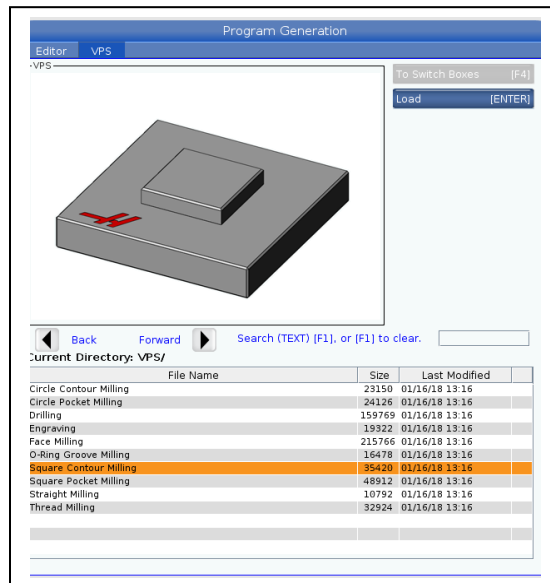 Program Generation
Editor VPS
VPS
To Switch Boxes [F4]
Load [ENTER]
Back Forward Search (TEXT) [F1], or [F1] to clear.
Current Directory: VPS/
File Name Size Last Modified
Circle Contour Milling 23150 01/16/18 13:16
Circle Pocket Milling 24126 01/16/18 13:16
Drilling 159769 01/16/18 13:16
Engraving 19322 01/16/18 13:16
Face Milling 215766 01/16/18 13:16
O-Ring Groove Milling 16478 01/16/18 13:16
Square Contour Milling 35420 01/16/18 13:16
Square Pocket Milling 48912 01/16/18 13:16
Straight Milling 10792 01/16/18 13:16
Thread Milling 32924 01/16/18 13:16